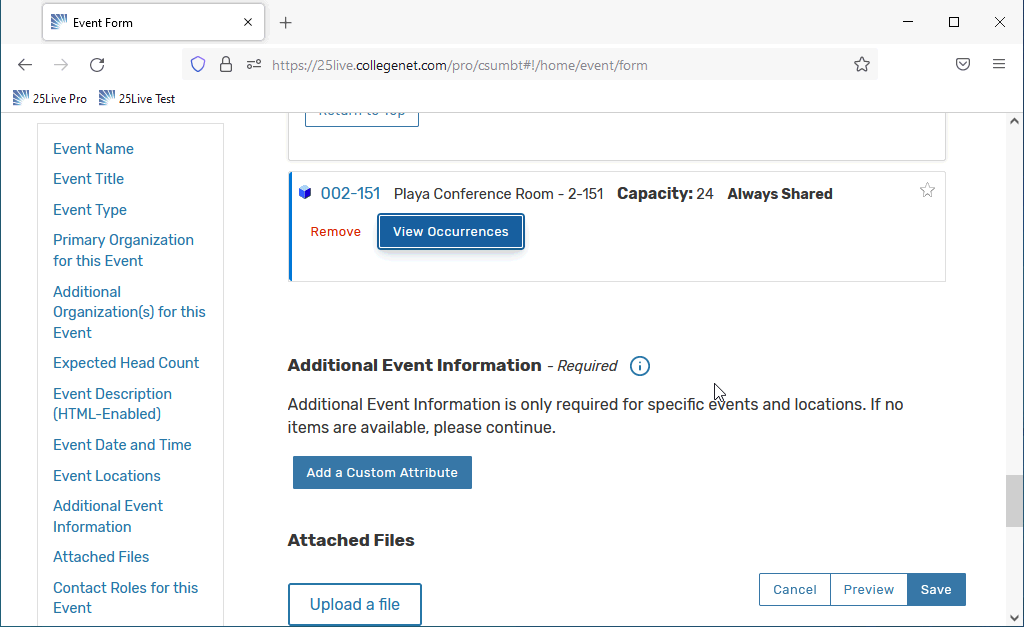 Event Form
https://25live.collegenet.com/pro/csumbt#!/home/event/form
25Live Pro
25Live Test
Event Name
Event Title
Event Type
Primary Organization
for this Event
Additional
Organization(s) for this
Event
Expected Head Count
Event Description
(HTML-Enabled)
Event Date and Time
Event Locations
Additional Event
Information
Attached Files
Contact Roles for this
Event
Return to Top
002-151 Playa Conference Room - 2-151 Capacity: 24 Always Shared
Remove View Occurrences
Additional Event Information - Required
Additional Event Information is only required for specific events and locations. If no
items are available, please continue.
Add a Custom Attribute
Attached Files
Upload a file
Cancel Preview Save